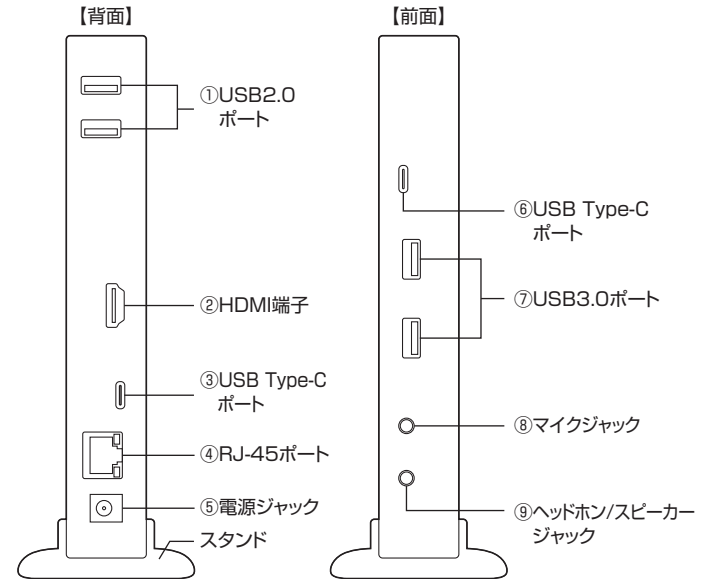 【背面】
①USB2.0
ポート
②HDMI端子
③USB Type-C
ポート
④RJ-45ポート
⑤電源ジャック
スタンド
【前面】
⑥USB Type-C
ポート
⑦USB3.0ポート
⑧マイクジャック
⑨ヘッドホン/スピーカー
ジャック